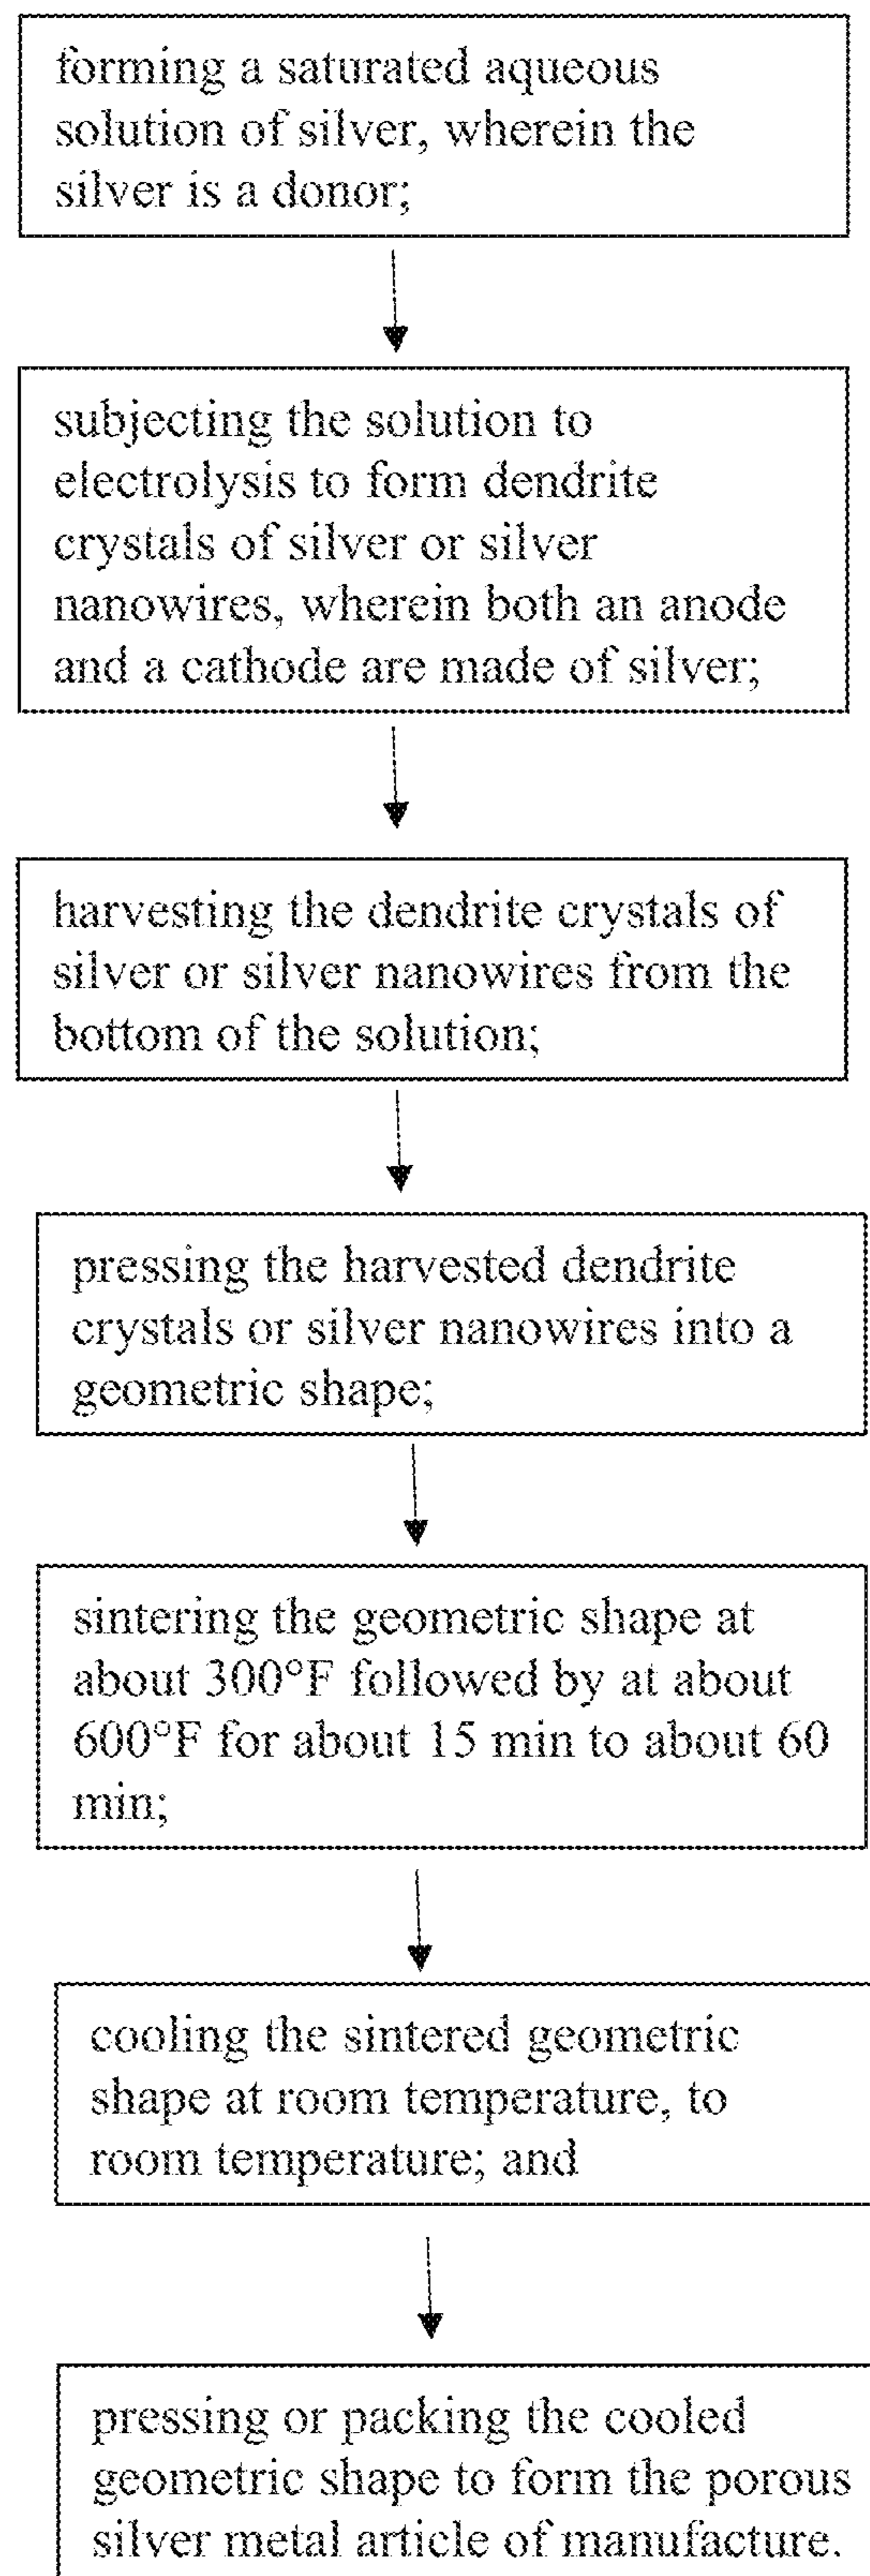 forming a saturated aqueous
solution of silver, wherein the
silver is a donor;
subjecting the solution to
electrolysis to form dendrite
crystals of silver or silver
nanowires, wherein both an anode
and a cathode are made of silver;
harvesting the dendrite crystals of
silver or silver nanowires from the
bottom of the solution;
pressing the harvested dendrite
crystals or silver nanowires into a
geometric shape;
sintering the geometric shape at
about 300°F followed by at about
600°F for about 15 min to about 60
min;
cooling the sintered geometric
shape at room temperature, to
room temperature; and
pressing or packing the cooled
geometric shape to form the porous
silver metal article of manufacture.